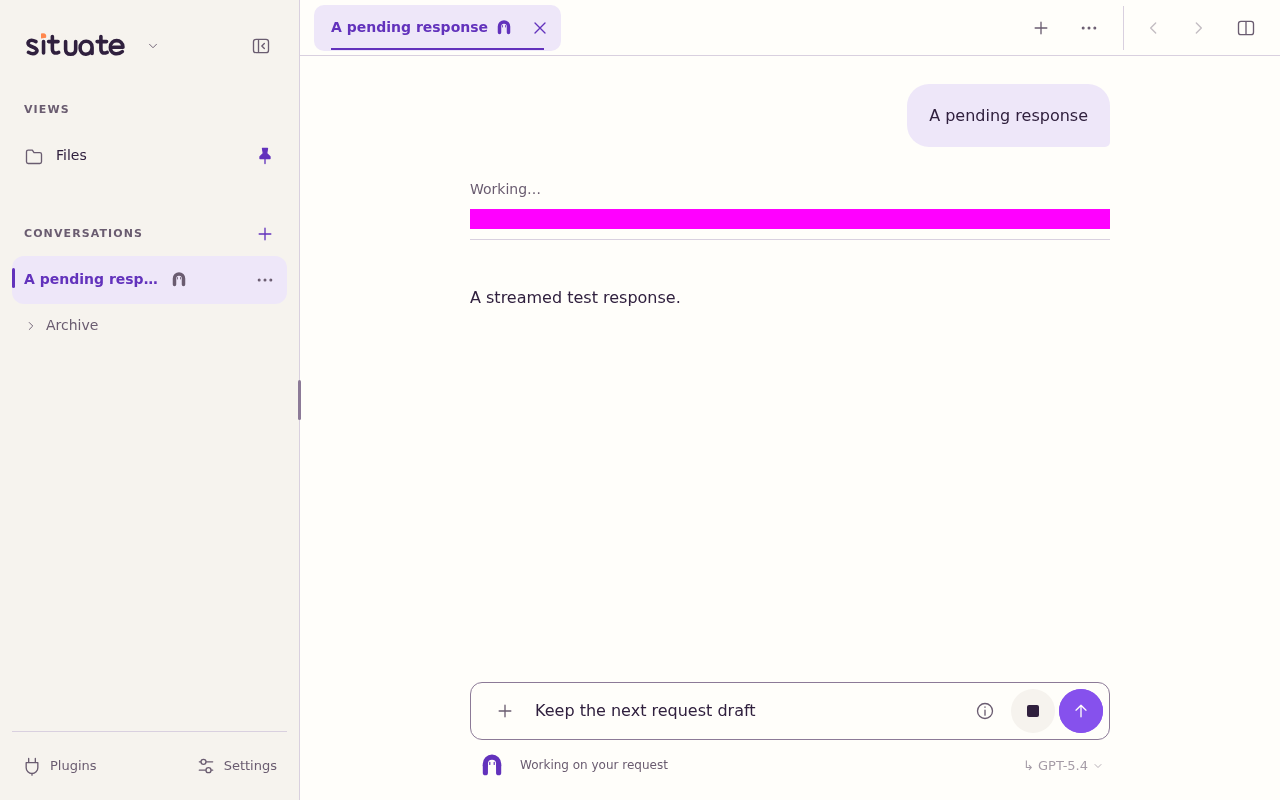 situate
VIEWS
Files
CONVERSATIONS
A pending resp...
Archive
Plugins
Settings
A pending response
A pending response
Working...
A streamed test response.
Keep the next request draft
Working on your request
↳ GPT-5.4